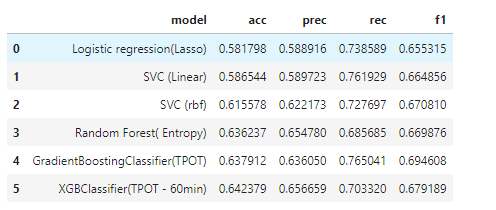 model acc prec rec f1
0 Logistic regression(Lasso) 0.581798 0.588916 0.738589 0.655315
1 SVC (Linear) 0.586544 0.589723 0.761929 0.664856
2 SVC (rbf) 0.615578 0.622173 0.727697 0.670810
3 Random Forest( Entropy) 0.636237 0.654780 0.685685 0.669876
4 GradientBoostingClassifier(TPOT) 0.637912 0.636050 0.765041 0.694608
5 XGBClassifier(TPOT - 60min) 0.642379 0.656659 0.703320 0.679189